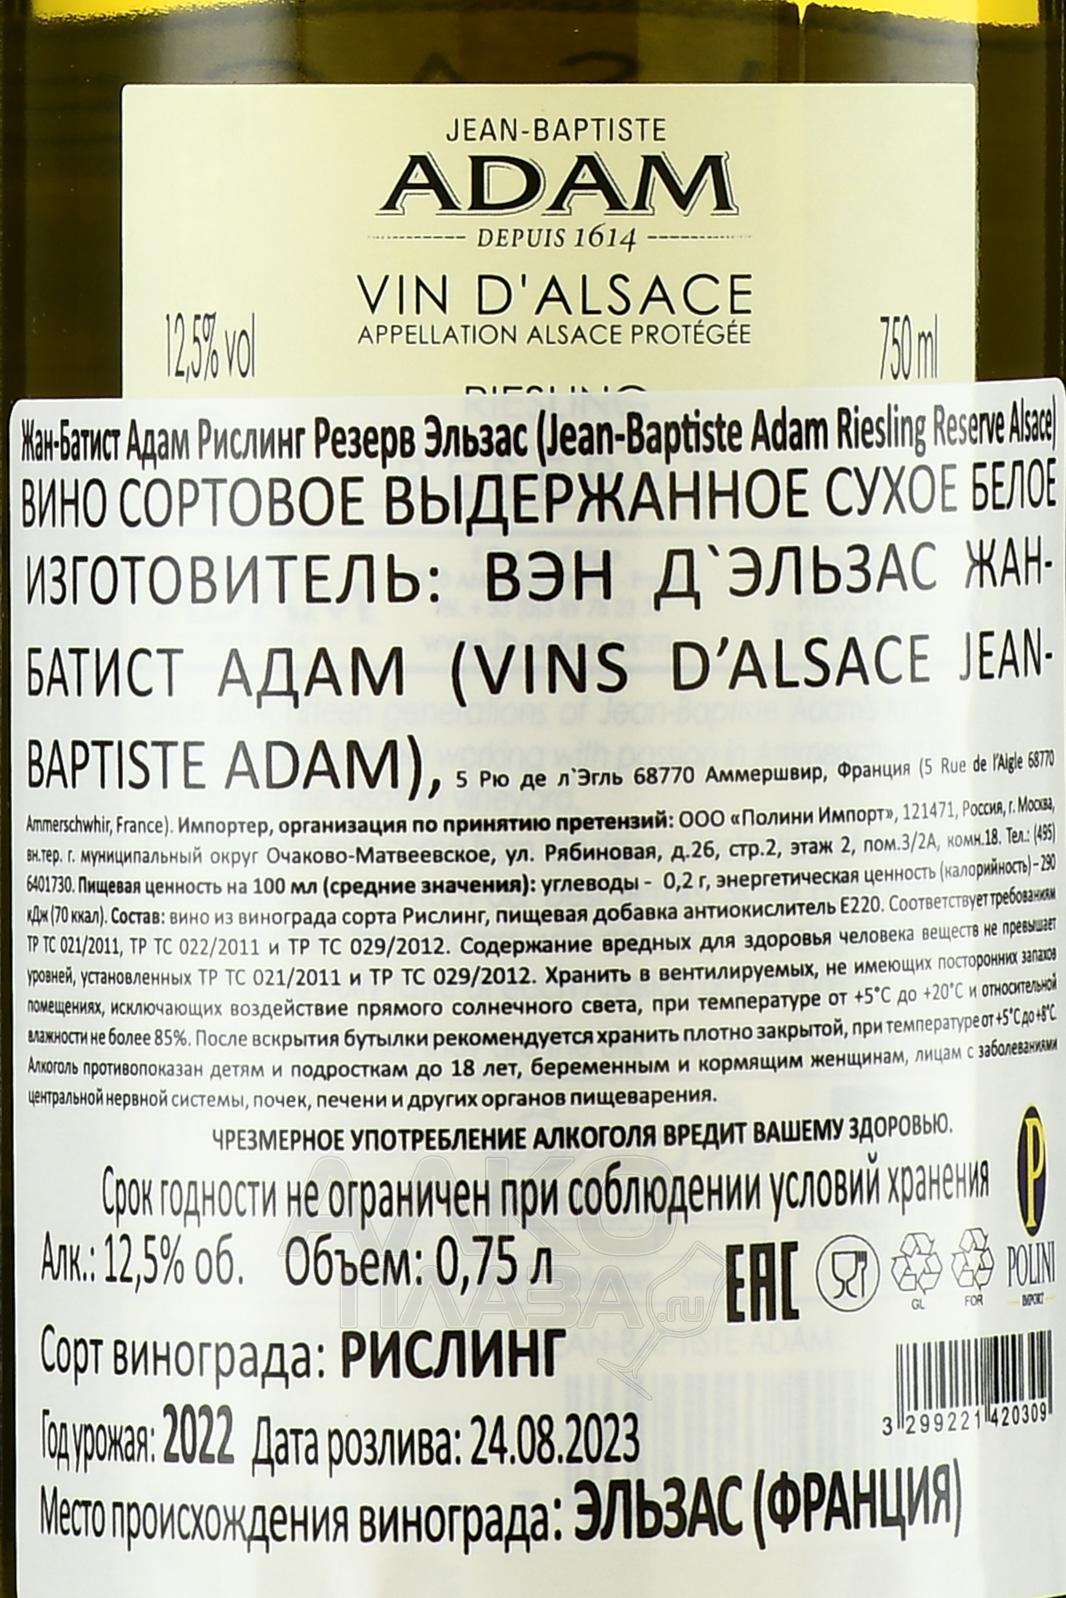 JEAN-BAPTISTE
ADAM
DEPUIS 1614
VIN D'ALSACE
APPELLATION ALSACE PROTÉGÉE
12,5% vol
750 ml
RIESLING
Жан-Батист Адам Рислинг Резерв Эльзас (Jean-Baptiste Adam Riesling Reserve Alsace)
ВИНО СОРТОВОЕ ВЫДЕРЖАННОЕ СУХОЕ БЕЛОЕ
ИЗГОТОВИТЕЛЬ: ВЭН Д`ЭЛЬЗАС ЖАН-
БАТИСТ АДАМ (VINS D'ALSACE JEAN-
BAPTISTE ADAM), 5 Рю де л`Эгль 68770 Аммершвир, Франция (5 Rue de l'Aigle 68770
Ammerschwhir, France). Импортер, организация по принятию претензий: ООО «Полини Импорт», 121471, Россия, г. Москва,
вн.тер. г. муниципальный округ Очаково-Матвеевское, ул. Рябиновая, д.26, стр.2, этаж 2, пом.3/2А, комн.18. Тел.: (495)
6401730. Пищевая ценность на 100 мл (средние значения): углеводы - 0,2 г, энергетическая ценность (калорийность) – 290
кДж (70 ккал). Состав: вино из винограда сорта Рислинг, пищевая добавка антиокислитель Е220. Соответствует требованиям
ТР ТС 021/2011, ТР ТС 022/2011 и ТР ТС 029/2012. Содержание вредных для здоровья человека веществ не превышает
уровней, установленных ТР ТС 021/2011 и ТР ТС 029/2012. Хранить в вентилируемых, не имеющих посторонних запахов
помещениях, исключающих воздействие прямого солнечного света, при температуре от +5°С до +20°С и относительной
влажности не более 85%. После вскрытия бутылки рекомендуется хранить плотно закрытой, при температуре от +5°С до +8°С.
Алкоголь противопоказан детям и подросткам до 18 лет, беременным и кормящим женщинам, лицам с заболеваниями
центральной нервной системы, почек, печени и других органов пищеварения.
ЧРЕЗМЕРНОЕ УПОТРЕБЛЕНИЕ АЛКОГОЛЯ ВРЕДИТ ВАШЕМУ ЗДОРОВЬЮ.
Срок годности не ограничен при соблюдении условий хранения
Алк.: 12,5% об. Объем: 0,75 л
EAC
GL
FOR
P
POLINI
IMPORT
АЛКО
ПЛАЗА.ru
Сорт винограда: РИСЛИНГ
3 299221 420309
Год урожая: 2022 Дата розлива: 24.08.2023
Место происхождения винограда: ЭЛЬЗАС (ФРАНЦИЯ)